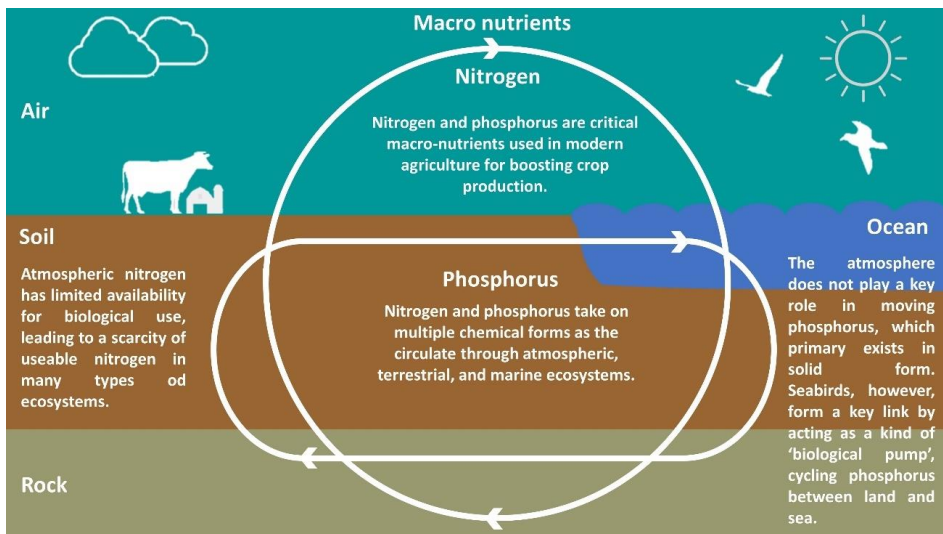 Macro nutrients
Nitrogen
Air
Nitrogen and phosphorus are critical
macro-nutrients used in modern
agriculture for boosting crop
production.
Soil
Atmospheric nitrogen
has limited availability
for biological use,
leading to a scarcity of
useable nitrogen in
many types od
ecosystems.
Phosphorus
Nitrogen and phosphorus take on
multiple chemical forms as the
circulate through atmospheric,
terrestrial, and marine ecosystems.
Ocean
The atmosphere
does not play a key
role in moving
phosphorus, which
primary exists in
solid form.
Seabirds, however,
form a key link by
acting as a kind of
‘biological pump’,
cycling phosphorus
between land and
sea.
Rock